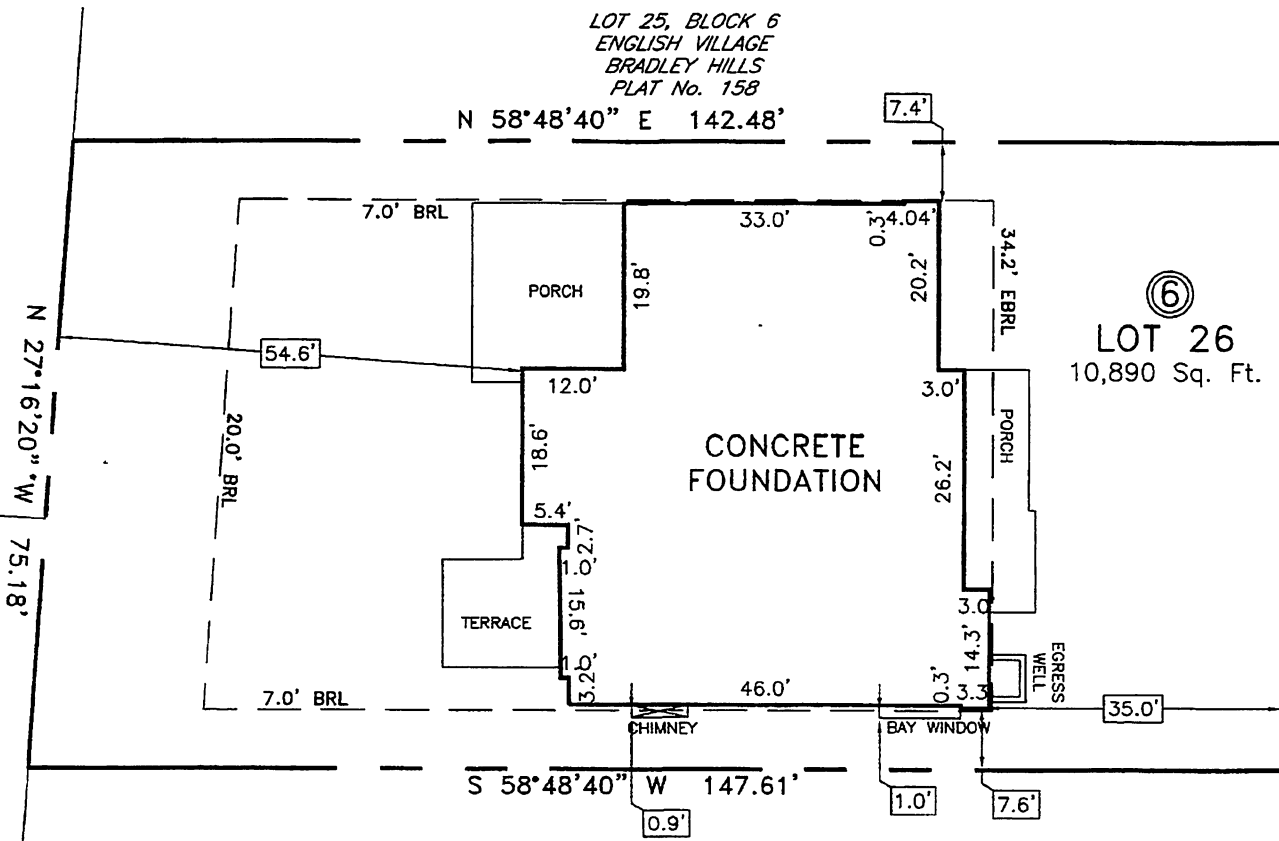 LOT 25, BLOCK 6
ENGLISH VILLAGE
BRADLEY HILLS
PLAT No. 158
N 58°48'40" E 142.48'
7.4'
7.0' BRL
33.0'
0.3'
4.04'
34.2' EBRL
PORCH
19.8'
20.2'
6
LOT 26
10,890 Sq. Ft.
N 27°16'20" W 75.18'
54.6'
12.0'
3.0'
20.0' BRL
18.6'
CONCRETE
FOUNDATION
26.2'
PORCH
5.4'
2.7'
1.0'
15.6'
TERRACE
1.0'
3.2'
3.0
14.3'
EGRESS
WELL
7.0' BRL
46.0'
0.3'
3.3
35.0'
CHIMNEY
BAY WINDOW
S 58°48'40" W 147.61'
0.9'
1.0'
7.6'